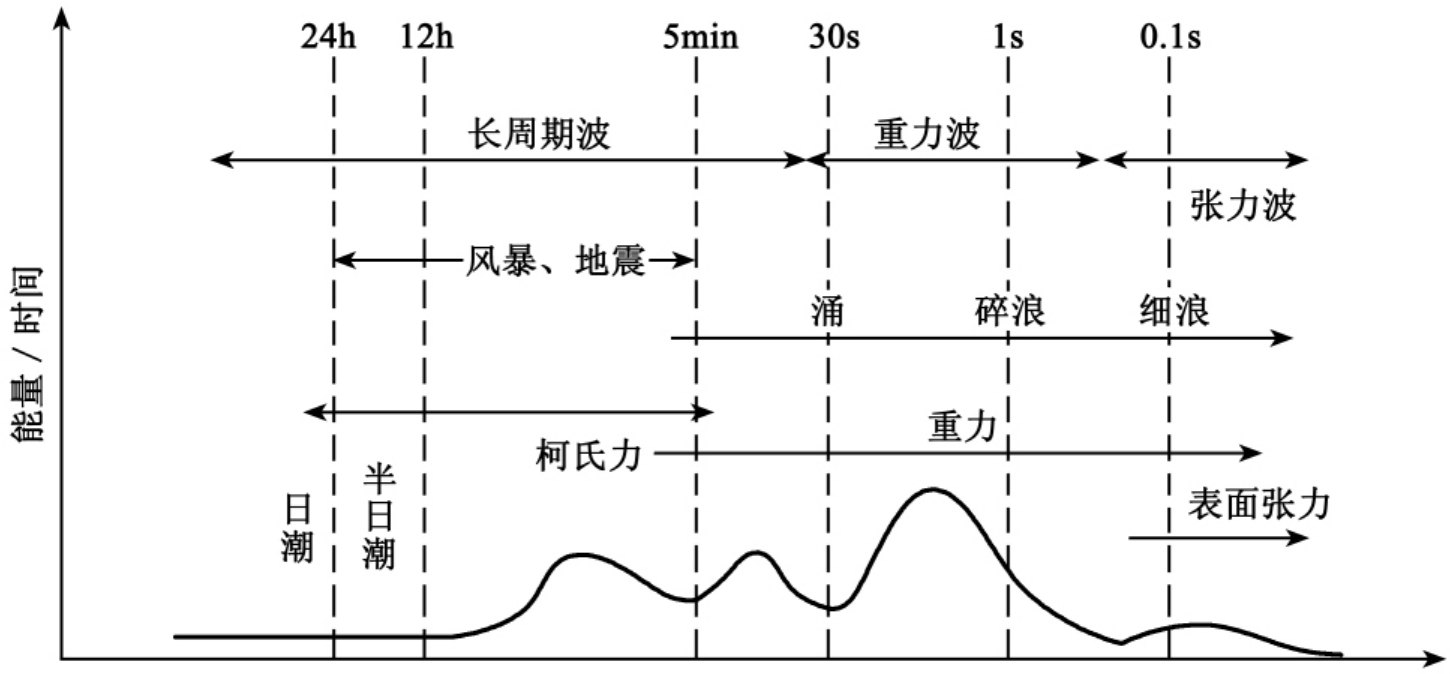 24h 12h 5min 30s 1s 0.1s
长周期波 重力波
张力波
风暴、地震
涌 碎浪 细浪
能量/时间
重力
柯氏力
日潮
半日潮
表面张力